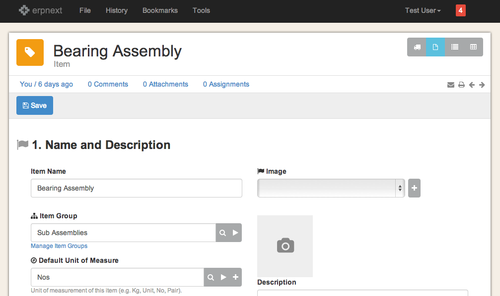 erpnext File History Bookmarks Tools Test User 4
Bearing Assembly
Item
You / 6 days ago 0 Comments 0 Attachments 0 Assignments
Save
1. Name and Description
Item Name Image
Bearing Assembly
Item Group
Sub Assemblies
Manage Item Groups
Default Unit of Measure
Nos
Description
Unit of measurement of this item (e.g. Kg, Unit, No, Pair).